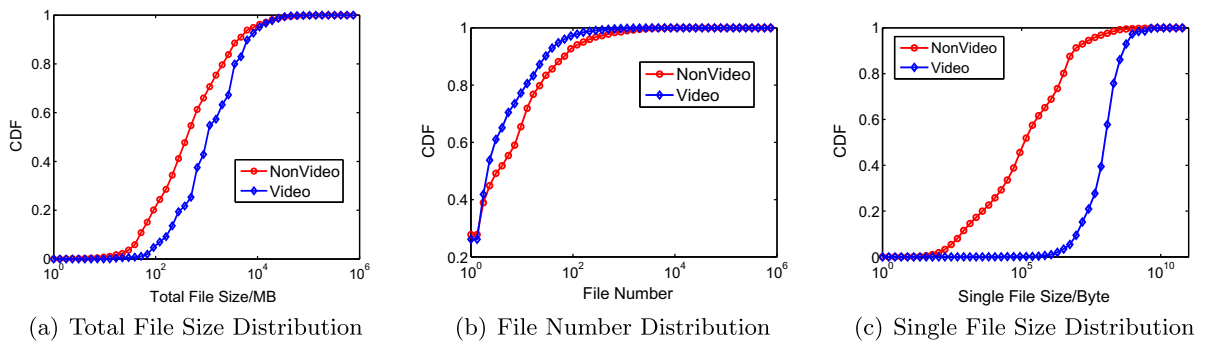 1
0.8
0.6
0.4
0.2
0
CDF
10^0
10^2
10^4
10^6
Total File Size/MB
NonVideo
Video
(a) Total File Size Distribution
1
0.8
0.6
0.4
0.2
CDF
10^0
10^2
10^4
10^6
File Number
NonVideo
Video
(b) File Number Distribution
1
0.8
0.6
0.4
0.2
0
CDF
10^0
10^5
10^10
Single File Size/Byte
NonVideo
Video
(c) Single File Size Distribution